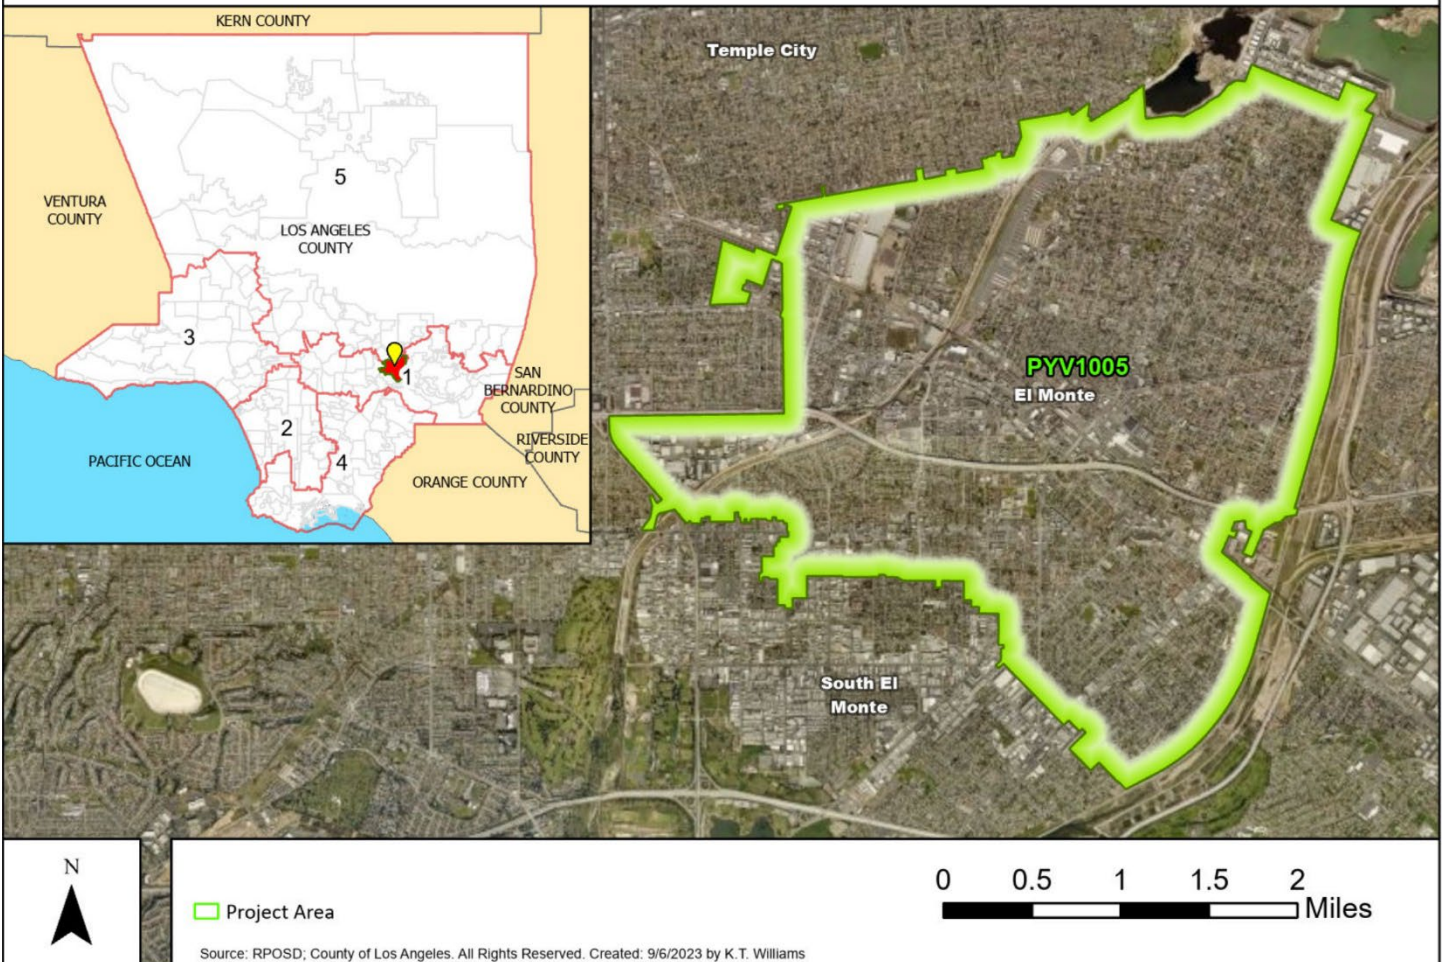 KERN COUNTY
5
VENTURA
COUNTY
LOS ANGELES
COUNTY
3
1
SAN
BERNARDINO
COUNTY
2
RIVERSIDE
COUNTY
4
PACIFIC OCEAN
ORANGE COUNTY
Temple City
PYV1005
El Monte
South El
Monte
N
Project Area
0 0.5 1 1.5 2
Miles
Source: RPOSD; County of Los Angeles. All Rights Reserved. Created: 9/6/2023 by K.T. Williams